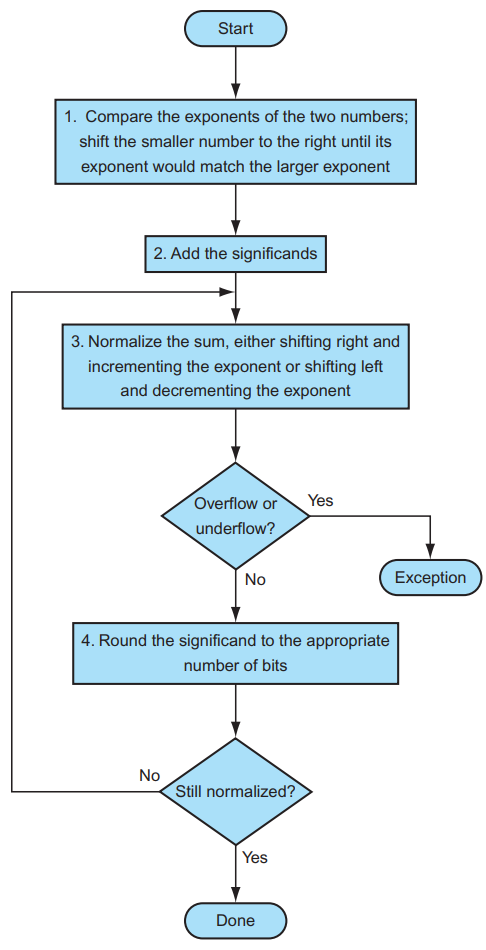 Start
1. Compare the exponents of the two numbers;
shift the smaller number to the right until its
exponent would match the larger exponent
2. Add the significands
3. Normalize the sum, either shifting right and
incrementing the exponent or shifting left
and decrementing the exponent
Overflow or
underflow?
Yes
Exception
No
4. Round the significand to the appropriate
number of bits
Still normalized?
No
Yes
Done